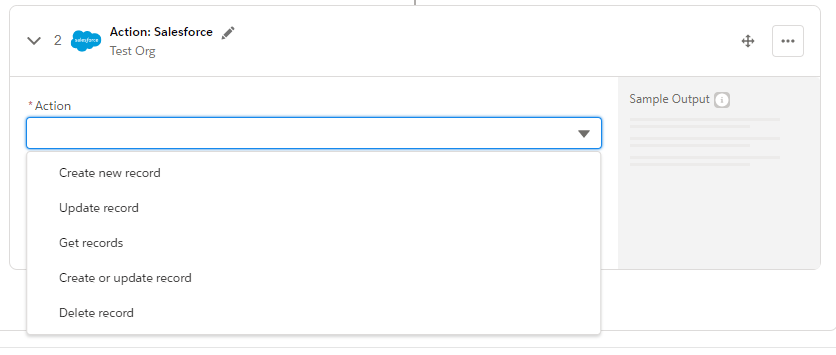 2 salesforce Action: Salesforce
Test Org
*Action
Sample Output i
Create new record
Update record
Get records
Create or update record
Delete record